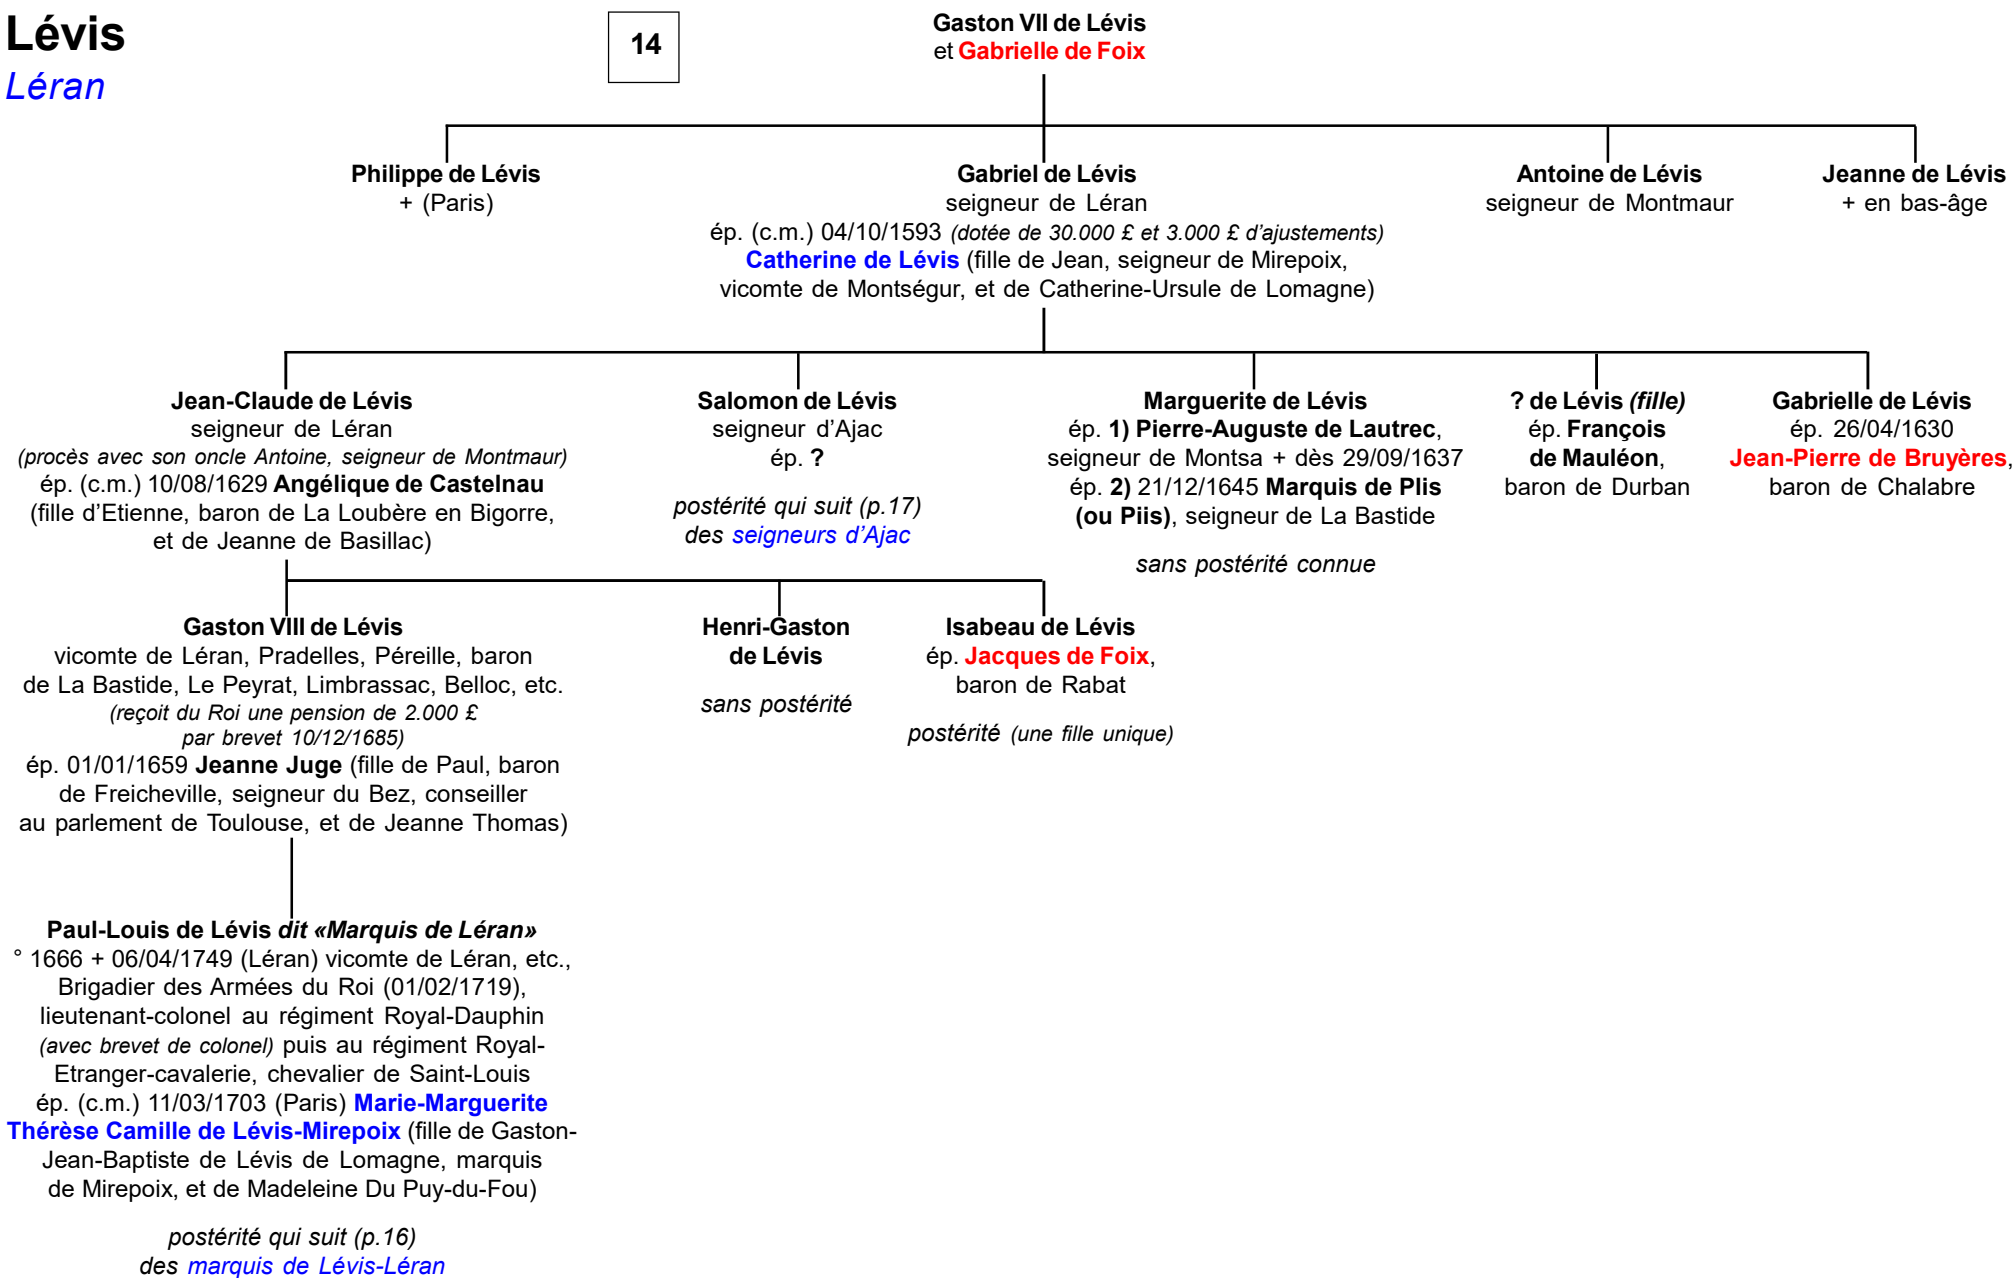 Lévis
Léran
14
Gaston VII de Lévis
et Gabrielle de Foix
Philippe de Lévis
+ (Paris)
Gabriel de Lévis
seigneur de Léran
ép. (c.m.) 04/10/1593 (dotée de 30.000 £ et 3.000 £ d'ajustements)
Catherine de Lévis (fille de Jean, seigneur de Mirepoix,
vicomte de Montségur, et de Catherine-Ursule de Lomagne)
Antoine de Lévis
seigneur de Montmaur
Jeanne de Lévis
+ en bas-âge
Jean-Claude de Lévis
seigneur de Léran
(procès avec son oncle Antoine, seigneur de Montmaur)
ép. (c.m.) 10/08/1629 Angélique de Castelnau
(fille d'Etienne, baron de La Loubère en Bigorre,
et de Jeanne de Basillac)
Salomon de Lévis
seigneur d'Ajac
ép. ?
postérité qui suit (p.17)
des seigneurs d'Ajac
Marguerite de Lévis
ép. 1) Pierre-Auguste de Lautrec,
seigneur de Montsa + dès 29/09/1637
ép. 2) 21/12/1645 Marquis de Plis
(ou Piis), seigneur de La Bastide
sans postérité connue
? de Lévis (fille)
ép. François
de Mauléon,
baron de Durban
Gabrielle de Lévis
ép. 26/04/1630
Jean-Pierre de Bruyères,
baron de Chalabre
Gaston VIII de Lévis
vicomte de Léran, Pradelles, Péreille, baron
de La Bastide, Le Peyrat, Limbrassac, Belloc, etc.
(reçoit du Roi une pension de 2.000 £
par brevet 10/12/1685)
ép. 01/01/1659 Jeanne Juge (fille de Paul, baron
de Freicheville, seigneur du Bez, conseiller
au parlement de Toulouse, et de Jeanne Thomas)
Henri-Gaston
de Lévis
sans postérité
Isabeau de Lévis
ép. Jacques de Foix,
baron de Rabat
postérité (une fille unique)
Paul-Louis de Lévis dit «Marquis de Léran»
° 1666 + 06/04/1749 (Léran) vicomte de Léran, etc.,
Brigadier des Armées du Roi (01/02/1719),
lieutenant-colonel au régiment Royal-Dauphin
(avec brevet de colonel) puis au régiment Royal-
Etranger-cavalerie, chevalier de Saint-Louis
ép. (c.m.) 11/03/1703 (Paris) Marie-Marguerite
Thérèse Camille de Lévis-Mirepoix (fille de Gaston-
Jean-Baptiste de Lévis de Lomagne, marquis
de Mirepoix, et de Madeleine Du Puy-du-Fou)
postérité qui suit (p.16)
des marquis de Lévis-Léran